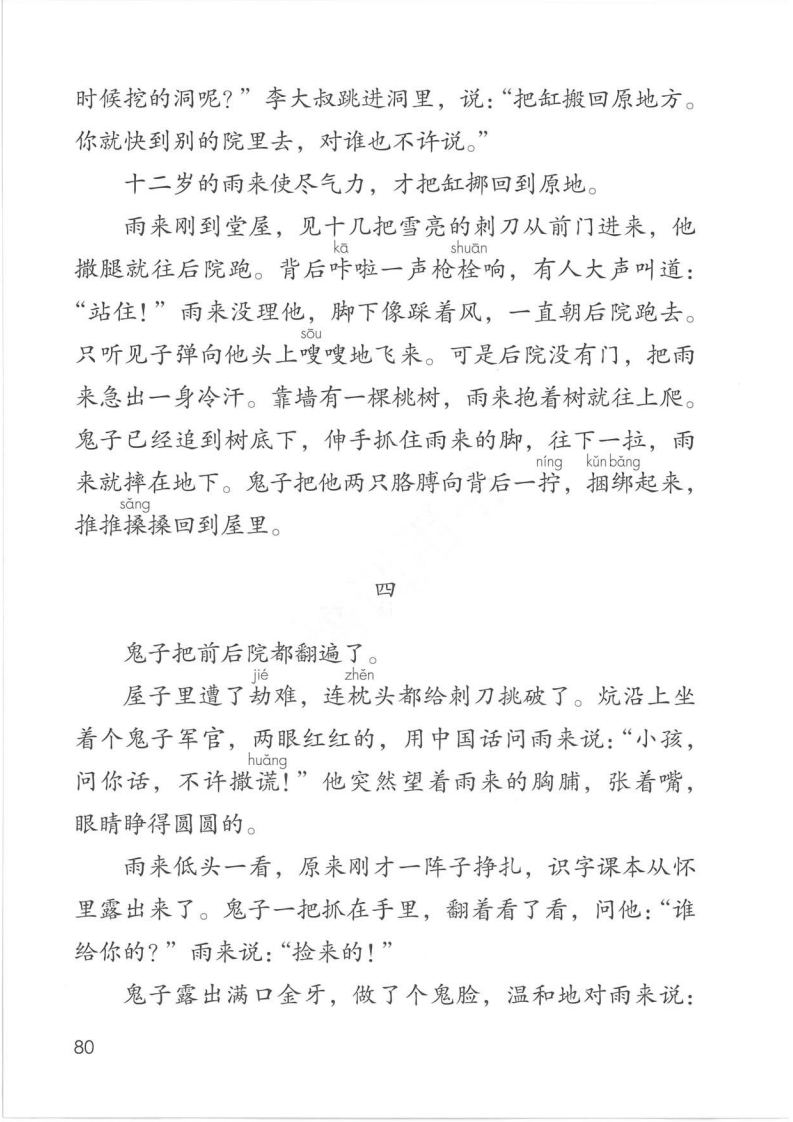 时候挖的洞呢？”李大叔跳进洞里，说：“把缸搬回原地方。
你就快到别的院里去，对谁也不许说。”
十二岁的雨来使尽气力，才把缸挪回到原地。
雨来刚到堂屋，见十几把雪亮的刺刀从前门进来，他
kā shuān
撒腿就往后院跑。背后咔啦一声枪栓响，有人大声叫道：
“站住！”雨来没理他，脚下像踩着风，一直朝后院跑去。
sōu
只听见子弹向他头上嗖嗖地飞来。可是后院没有门，把雨
来急出一身冷汗。靠墙有一棵桃树，雨来抱着树就往上爬。
鬼子已经追到树底下，伸手抓住雨来的脚，往下一拉，雨
níng kǔn bǎng
来就摔在地下。鬼子把他两只胳膊向背后一拧，捆绑起来，
sǎng
推推搡搡回到屋里。
四
鬼子把前后院都翻遍了。
jié zhěn
屋子里遭了劫难，连枕头都给刺刀挑破了。炕沿上坐
着个鬼子军官，两眼红红的，用中国话问雨来说：“小孩，
huǎng
问你话，不许撒谎！”他突然望着雨来的胸脯，张着嘴，
眼睛睁得圆圆的。
雨来低头一看，原来刚才一阵子挣扎，识字课本从怀
里露出来了。鬼子一把抓在手里，翻着看了看，问他：“谁
给你的？”雨来说：“捡来的！”
鬼子露出满口金牙，做了个鬼脸，温和地对雨来说：
80